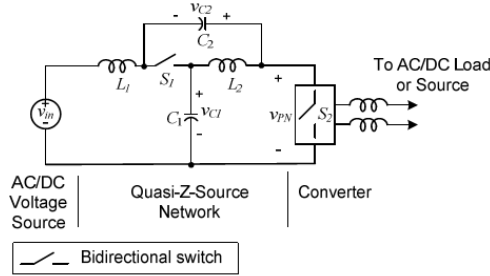 - vC2 +
C2
L1
S1
L2
+
To AC/DC Load
or Source
vin
C1
+
vC1
-
vPN
S2
-
AC/DC
Voltage
Source
Quasi-Z-Source
Network
Converter
Bidirectional switch